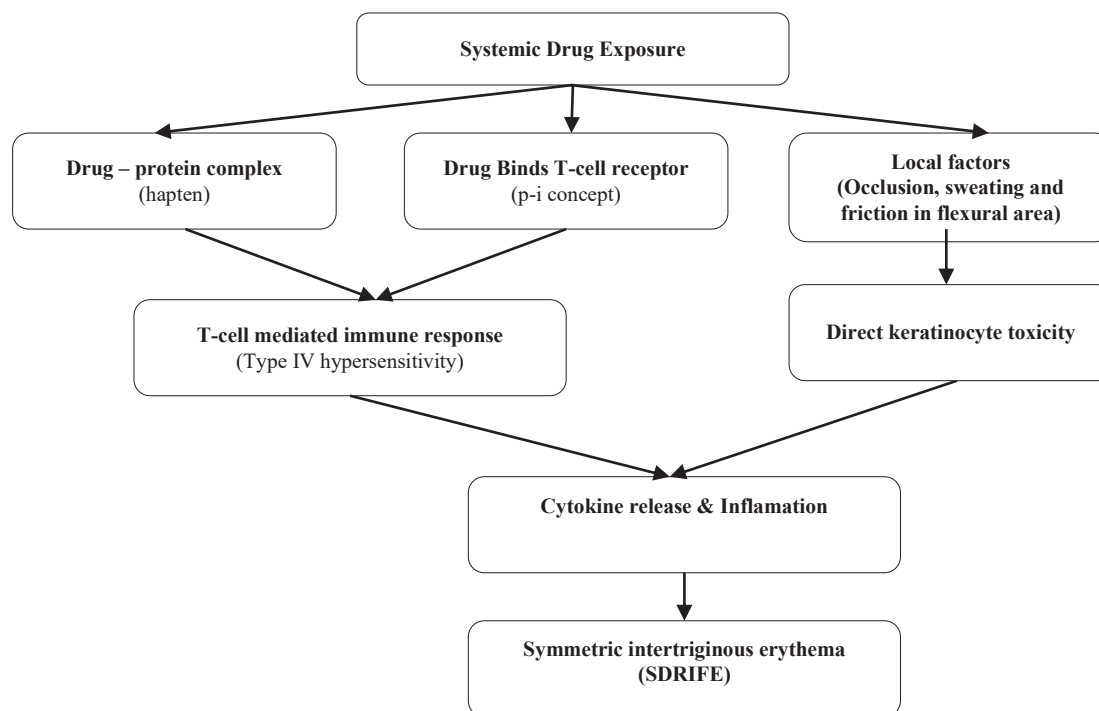 Systemic Drug Exposure
Drug – protein complex
(hapten)
Drug Binds T-cell receptor
(p-i concept)
Local factors
(Occlusion, sweating and
friction in flexural area)
T-cell mediated immune response
(Type IV hypersensitivity)
Direct keratinocyte toxicity
Cytokine release & Inflamation
Symmetric intertriginous erythema
(SDRIFE)